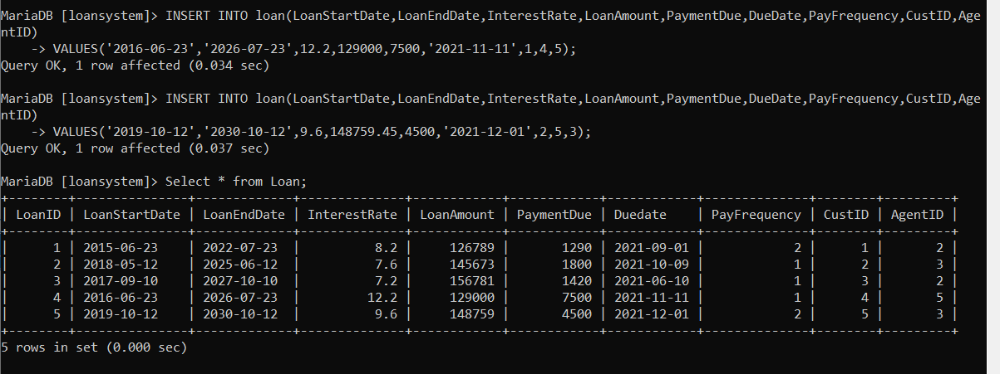 MariaDB [loansystem]> INSERT INTO loan(LoanStartDate,LoanEndDate,InterestRate,LoanAmount,PaymentDue,DueDate,PayFrequency,CustID,Age
ntID)
    -> VALUES('2016-06-23','2026-07-23',12.2,129000,7500,'2021-11-11',1,4,5);
Query OK, 1 row affected (0.034 sec)

MariaDB [loansystem]> INSERT INTO loan(LoanStartDate,LoanEndDate,InterestRate,LoanAmount,PaymentDue,DueDate,PayFrequency,CustID,Age
ntID)
    -> VALUES('2019-10-12','2030-10-12',9.6,148759.45,4500,'2021-12-01',2,5,3);
Query OK, 1 row affected (0.037 sec)

MariaDB [loansystem]> Select * from Loan;
+--------+---------------+-------------+--------------+------------+------------+------------+--------------+--------+---------+
| LoanID | LoanStartDate | LoanEndDate | InterestRate | LoanAmount | PaymentDue | Duedate    | PayFrequency | CustID | AgentID |
+--------+---------------+-------------+--------------+------------+------------+------------+--------------+--------+---------+
|      1 | 2015-06-23    | 2022-07-23  |          8.2 |     126789 |       1290 | 2021-09-01 |            2 |      1 |       2 |
|      2 | 2018-05-12    | 2025-06-12  |          7.6 |     145673 |       1800 | 2021-10-09 |            1 |      2 |       3 |
|      3 | 2017-09-10    | 2027-10-10  |          7.2 |     156781 |       1420 | 2021-06-10 |            1 |      3 |       2 |
|      4 | 2016-06-23    | 2026-07-23  |         12.2 |     129000 |       7500 | 2021-11-11 |            1 |      4 |       5 |
|      5 | 2019-10-12    | 2030-10-12  |          9.6 |     148759 |       4500 | 2021-12-01 |            2 |      5 |       3 |
+--------+---------------+-------------+--------------+------------+------------+------------+--------------+--------+---------+
5 rows in set (0.000 sec)